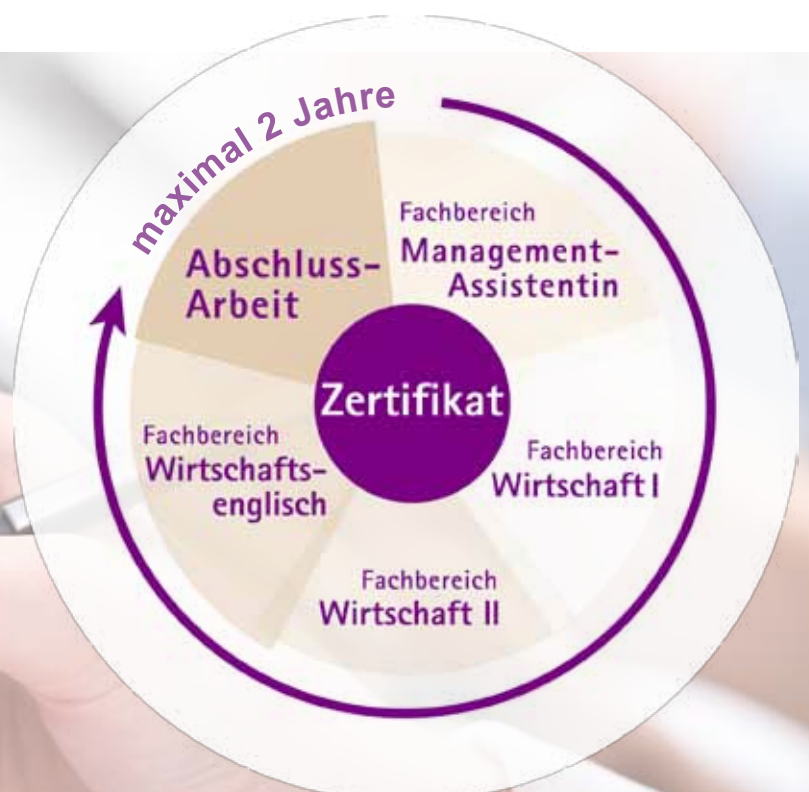 maximal 2 Jahre
Fachbereich
Management-
Assistentin
Fachbereich
Wirtschaft I
Fachbereich
Wirtschaft II
Fachbereich
Wirtschafts-
englisch
Abschluss-
Arbeit
Zertifikat